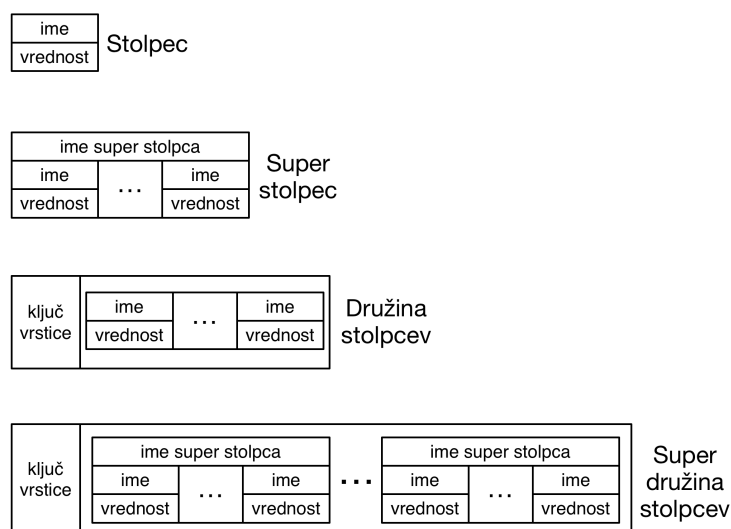 ime
vrednost
Stolpec
ime super stolpca
ime
vrednost
...
ime
vrednost
Super
stolpec
ključ
vrstice
ime
vrednost
...
ime
vrednost
Družina
stolpcev
ključ
vrstice
ime super stolpca
ime
vrednost
...
ime
vrednost
...
ime super stolpca
ime
vrednost
...
ime
vrednost
Super
družina
stolpcev